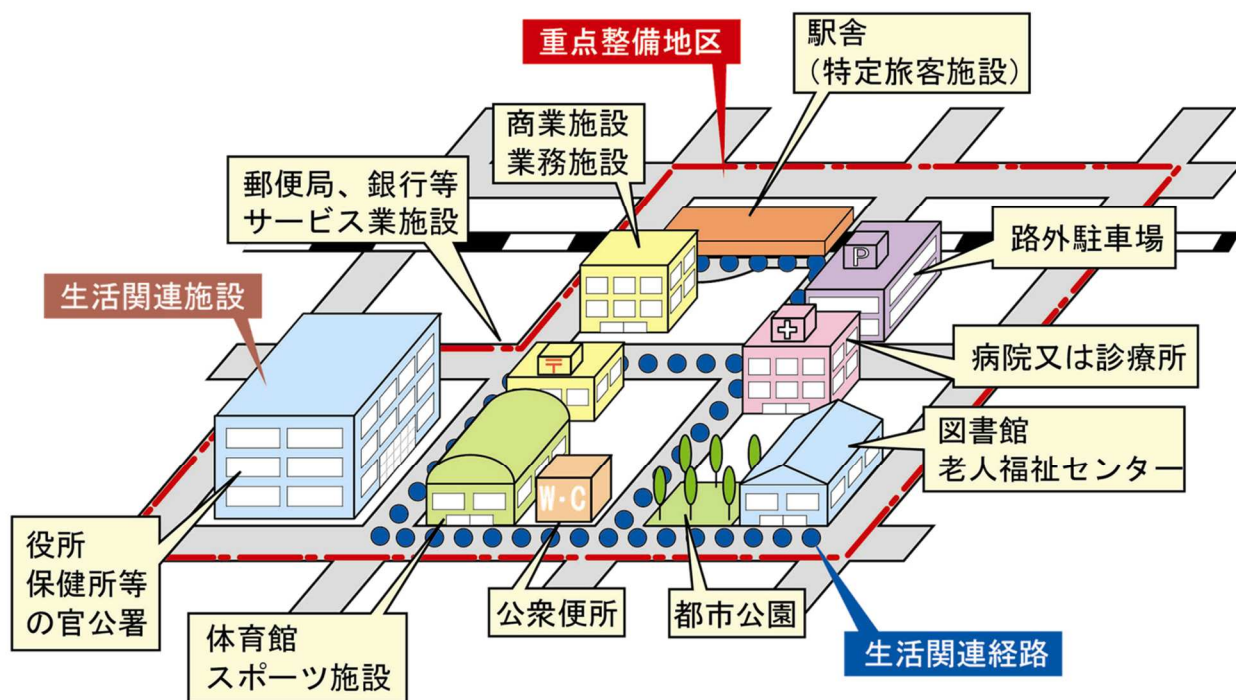 重点整備地区
駅舎
（特定旅客施設）
商業施設
業務施設
郵便局、銀行等
サービス業施設
路外駐車場
生活関連施設
P
病院又は診療所
〒
図書館
老人福祉センター
W・C
役所
保健所等
の官公署
公衆便所
都市公園
体育館
スポーツ施設
生活関連経路